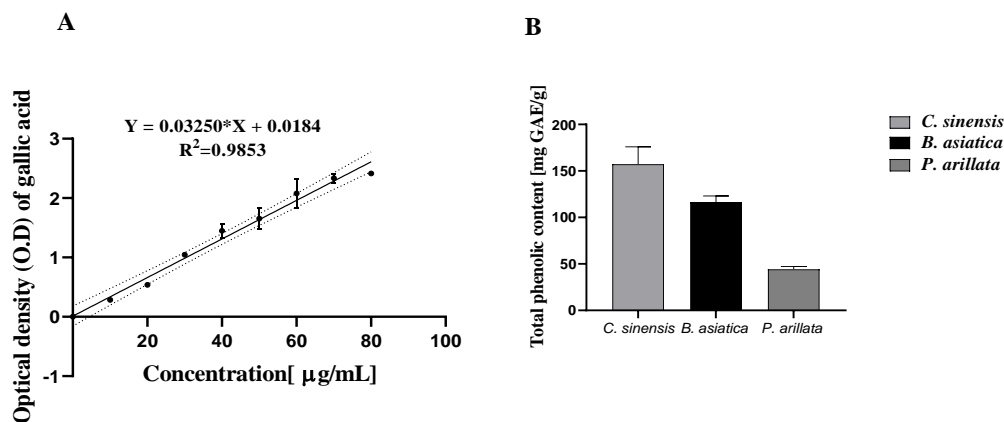 A
Y = 0.03250*X + 0.0184
R²=0.9853
Optical density (O.D) of gallic acid
3
2
1
0
-1
20
40
60
80
100
Concentration[ μg/mL]
B
Total phenolic content [mg GAE/g]
200
150
100
50
0
C. sinensis
B. asiatica
P. arillata
C. sinensis
B. asiatica
P. arillata